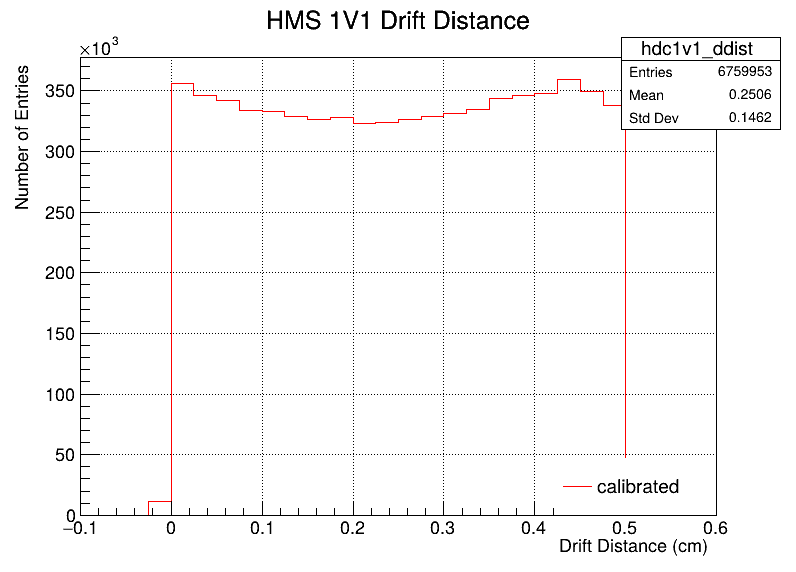 HMS 1V1 Drift Distance
×10³
hdc1v1_ddist
Entries 6759953
Mean 0.2506
Std Dev 0.1462
Number of Entries
350
300
250
200
150
100
50
0
−0.1 0 0.1 0.2 0.3 0.4 0.5 0.6
calibrated
Drift Distance (cm)